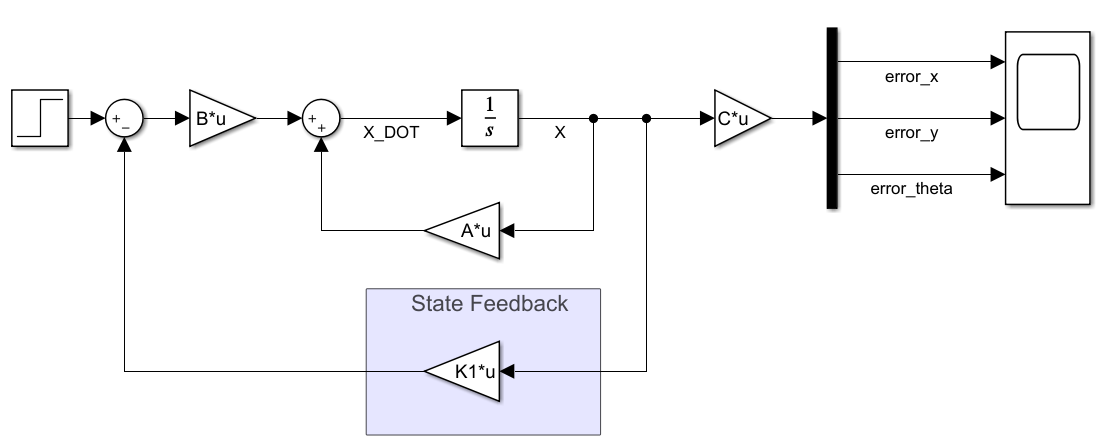 +
−
B*u
+
+
X_DOT
1
s
X
C*u
error_x
error_y
error_theta
A*u
State Feedback
K1*u